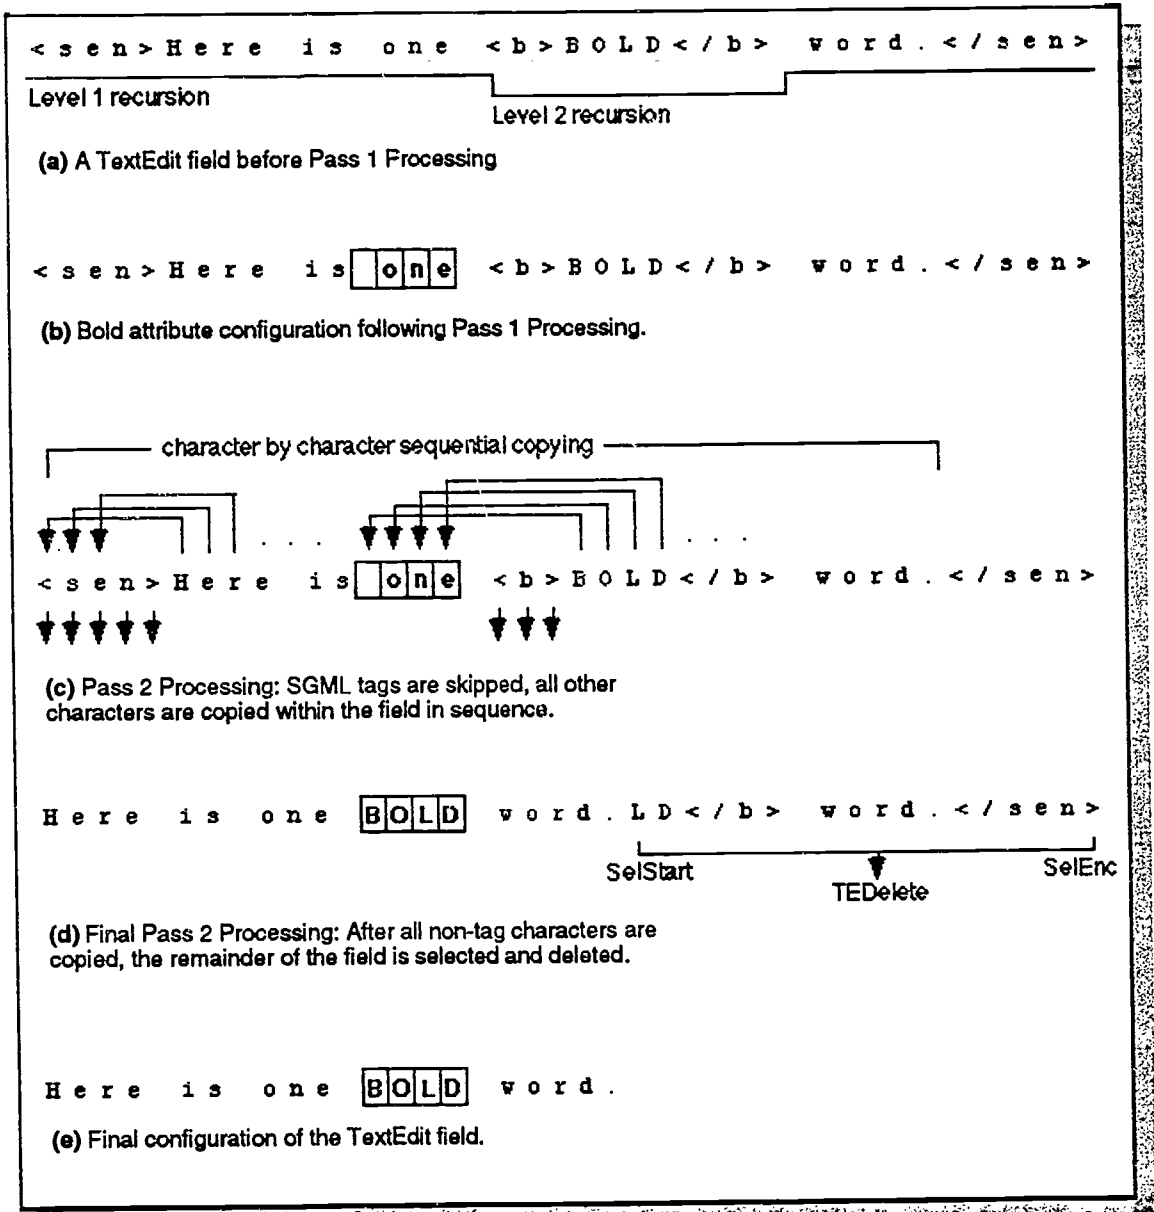 <sen>Here is one <b>BOLD</b> word.</sen>
Level 1 recursion
Level 2 recursion
(a) A TextEdit field before Pass 1 Processing
<sen>Here is one <b>BOLD</b> word.</sen>
(b) Bold attribute configuration following Pass 1 Processing.
character by character sequential copying
. . . . . .
<sen>Here is one <b>BOLD</b> word.</sen>
(c) Pass 2 Processing: SGML tags are skipped, all other
characters are copied within the field in sequence.
Here is one BOLD word.LD</b> word.</sen>
SelStart SelEnc
TEDelete
(d) Final Pass 2 Processing: After all non-tag characters are
copied, the remainder of the field is selected and deleted.
Here is one BOLD word.
(e) Final configuration of the TextEdit field.